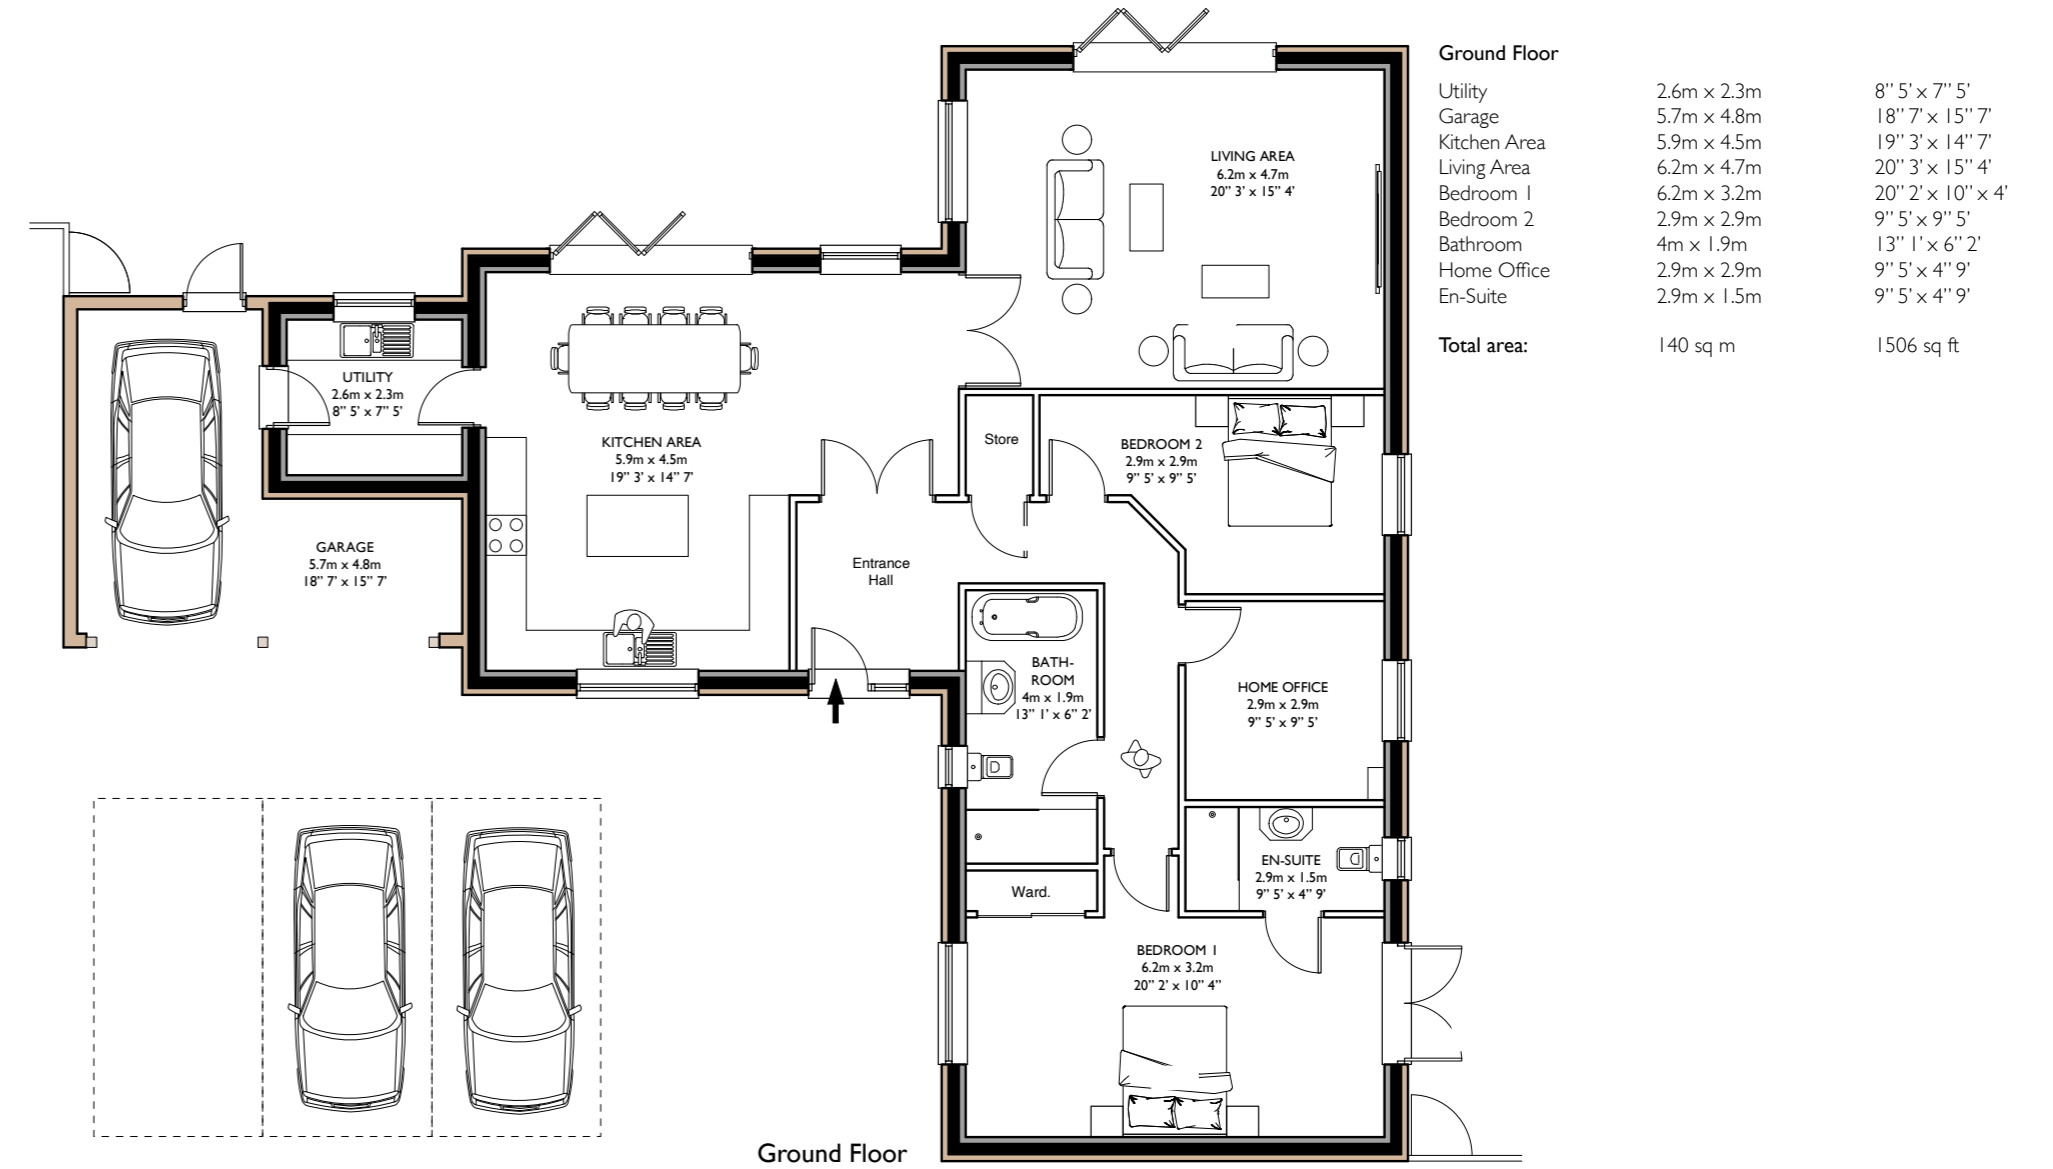 Ground Floor
Utility 2.6m x 2.3m 8’’ 5’ x 7’’ 5’
Garage 5.7m x 4.8m 18’’ 7’ x 15’’ 7’
Kitchen Area 5.9m x 4.5m 19’’ 3’ x 14’’ 7’
Living Area 6.2m x 4.7m 20’’ 3’ x 15’’ 4’
Bedroom 1 6.2m x 3.2m 20’’ 2’ x 10’’ x 4’
Bedroom 2 2.9m x 2.9m 9’’ 5’ x 9’’ 5’
Bathroom 4m x 1.9m 13’’ 1’ x 6’’ 2’
Home Office 2.9m x 2.9m 9’’ 5’ x 4’’ 9’
En-Suite 2.9m x 1.5m 9’’ 5’ x 4’’ 9’
Total area: 140 sq m 1506 sq ft
LIVING AREA
6.2m x 4.7m
20’’ 3’ x 15’’ 4’
UTILITY
2.6m x 2.3m
8’’ 5’ x 7’’ 5’
KITCHEN AREA
5.9m x 4.5m
19’’ 3’ x 14’’ 7’
Store
BEDROOM 2
2.9m x 2.9m
9’’ 5’ x 9’’ 5’
GARAGE
5.7m x 4.8m
18’’ 7’ x 15’’ 7’
Entrance
Hall
BATH-
ROOM
4m x 1.9m
13’’ 1’ x 6’’ 2’
HOME OFFICE
2.9m x 2.9m
9’’ 5’ x 9’’ 5’
EN-SUITE
2.9m x 1.5m
9’’ 5’ x 4’’ 9’
Ward.
BEDROOM 1
6.2m x 3.2m
20’’ 2’ x 10’’ 4’’
Ground Floor